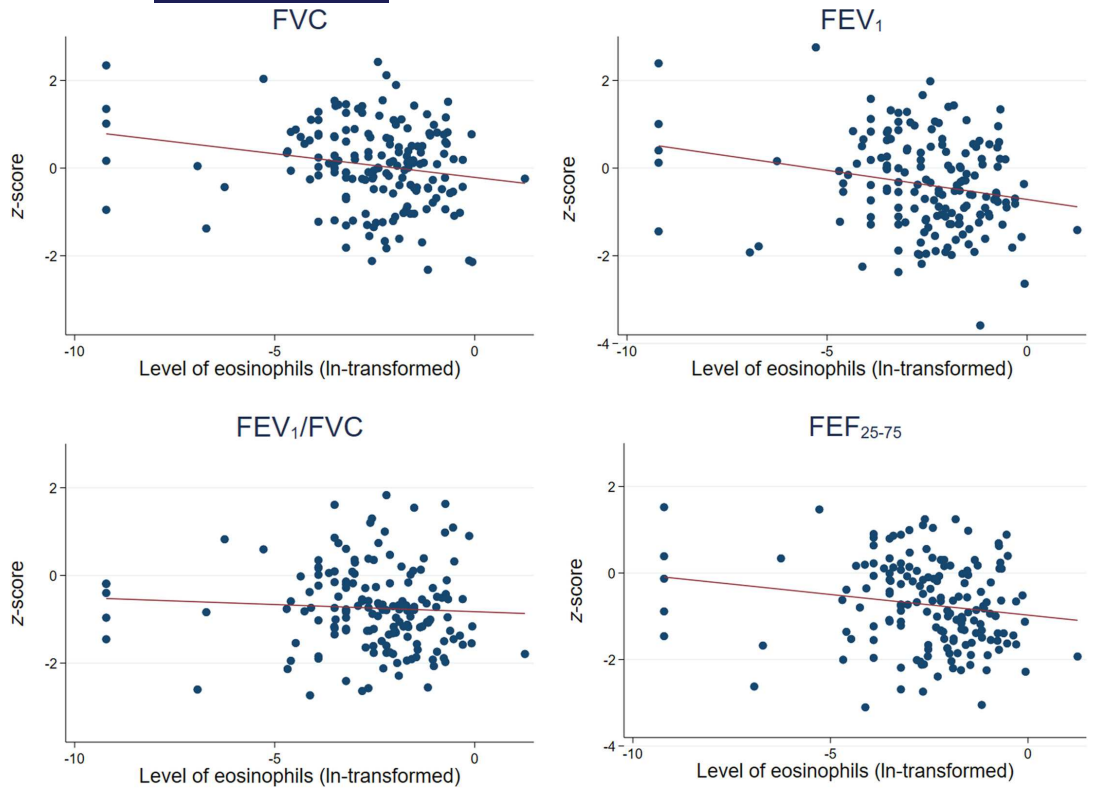 FVC
z-score
2
0
-2
-10
-5
0
Level of eosinophils (ln-transformed)
FEV₁
z-score
2
0
-2
-4
-10
-5
0
Level of eosinophils (ln-transformed)
FEV₁/FVC
z-score
2
0
-2
-10
-5
0
Level of eosinophils (ln-transformed)
FEF₂₅₋₇₅
z-score
2
0
-2
-4
-10
-5
0
Level of eosinophils (ln-transformed)